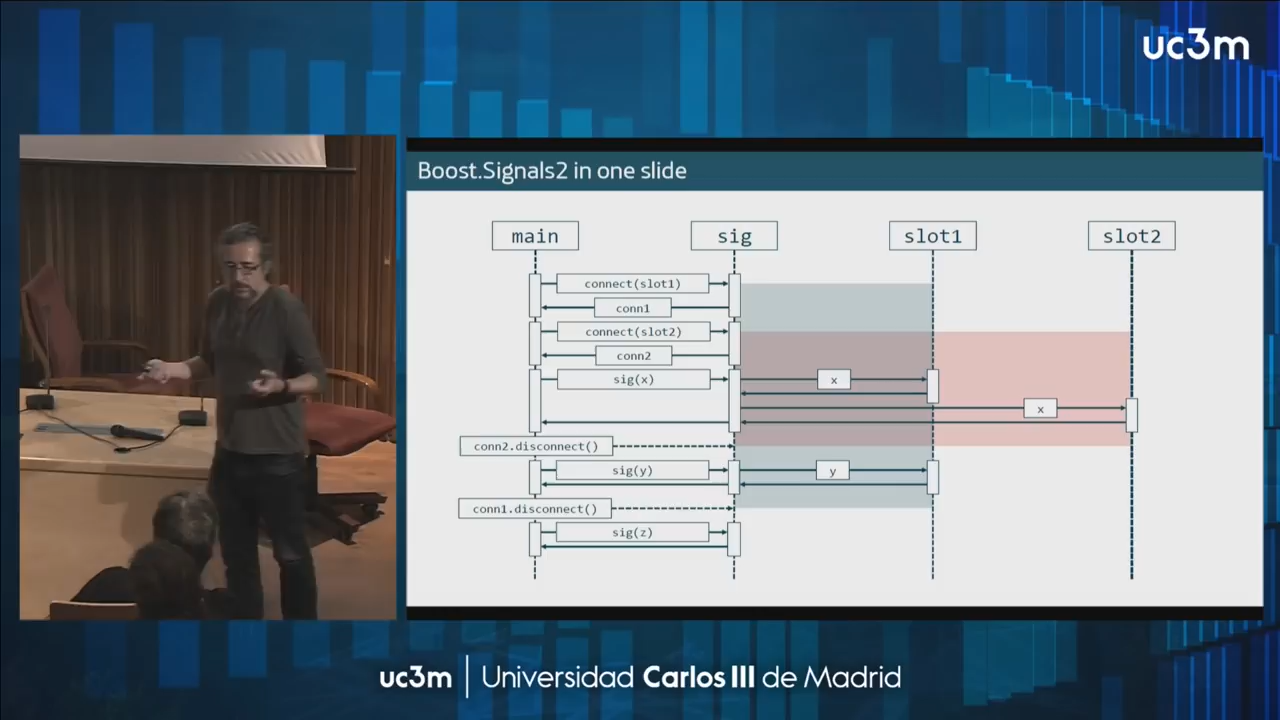 uc3m
Boost.Signals2 in one slide
main
sig
slot1
slot2
connect(slot1)
conn1
connect(slot2)
conn2
sig(x)
x
x
conn2.disconnect()
sig(y)
y
conn1.disconnect()
sig(z)
uc3m | Universidad Carlos III de Madrid